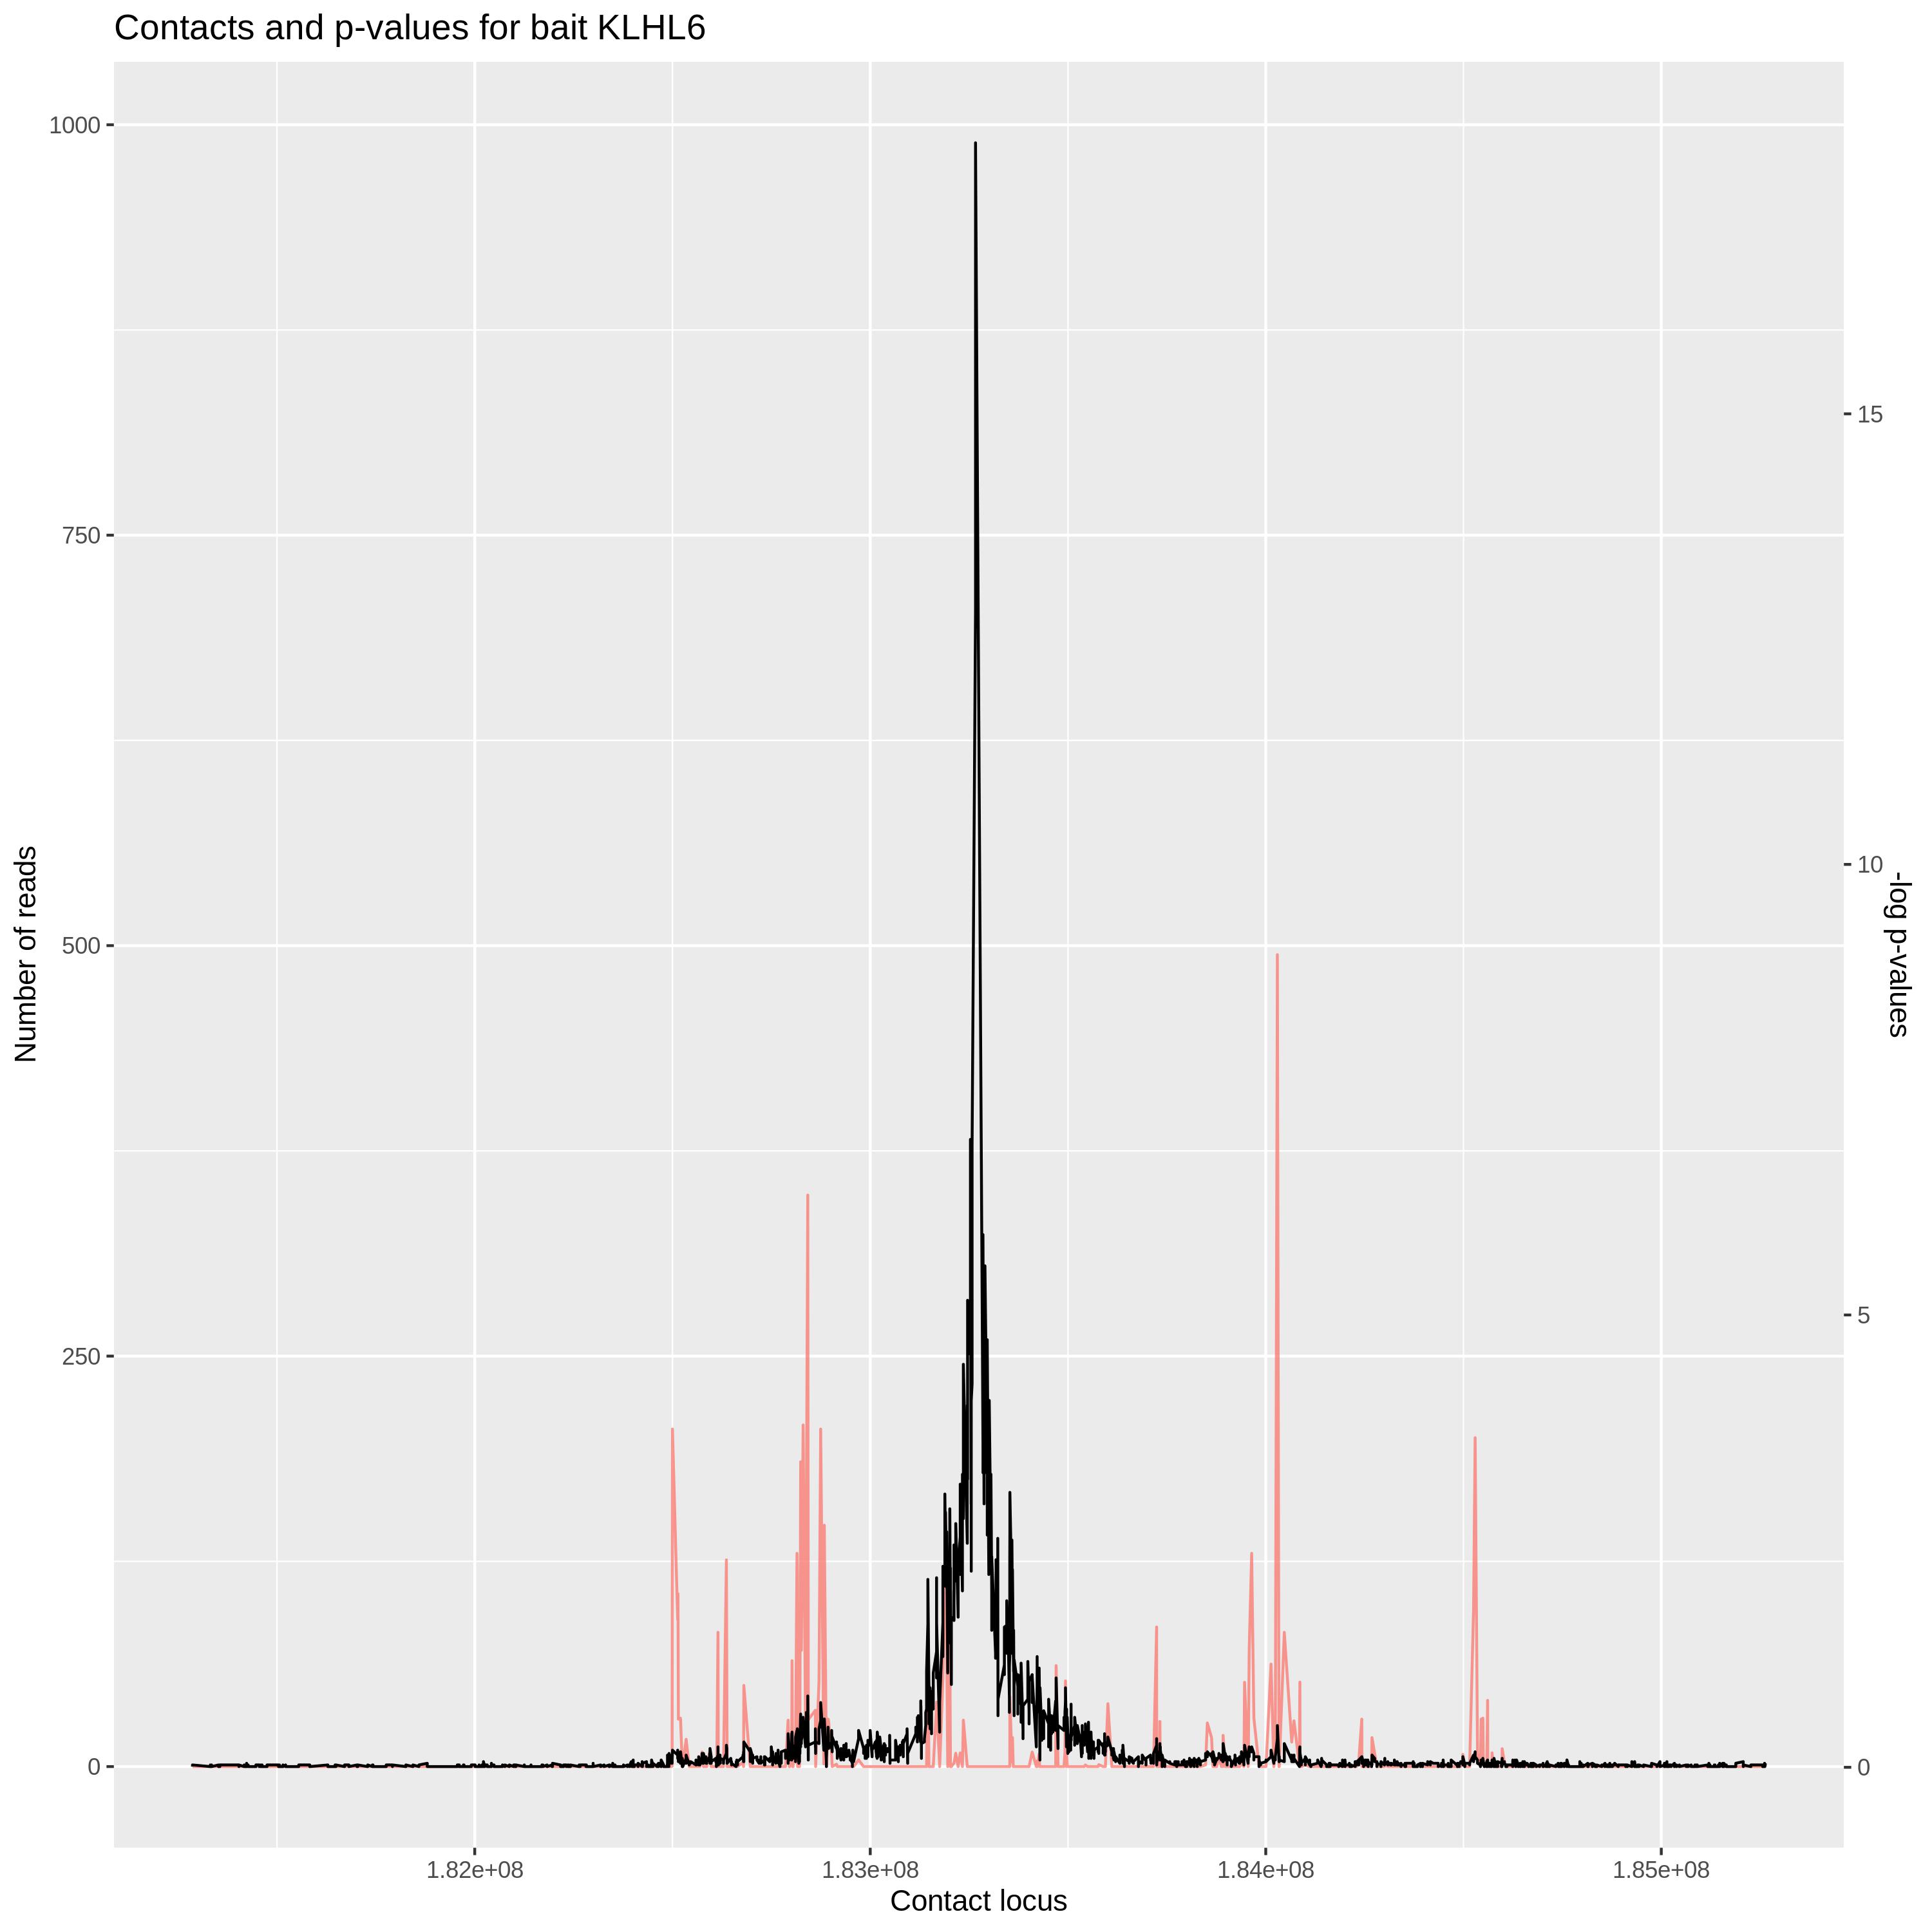 Contacts and p-values for bait KLHL6
1000
750
500
250
0
Number of reads
15
10
5
0
-log p-values
1.82e+08
1.83e+08
1.84e+08
1.85e+08
Contact locus